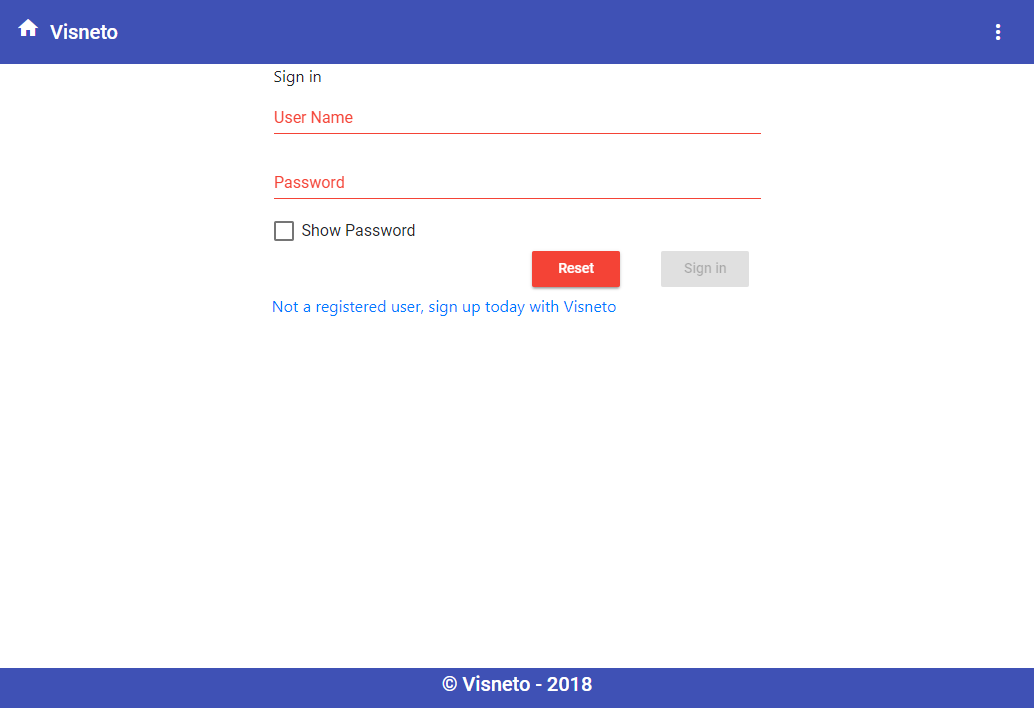 Visneto
Sign in
User Name
Password
Show Password
Reset Sign in
Not a registered user, sign up today with Visneto
© Visneto - 2018